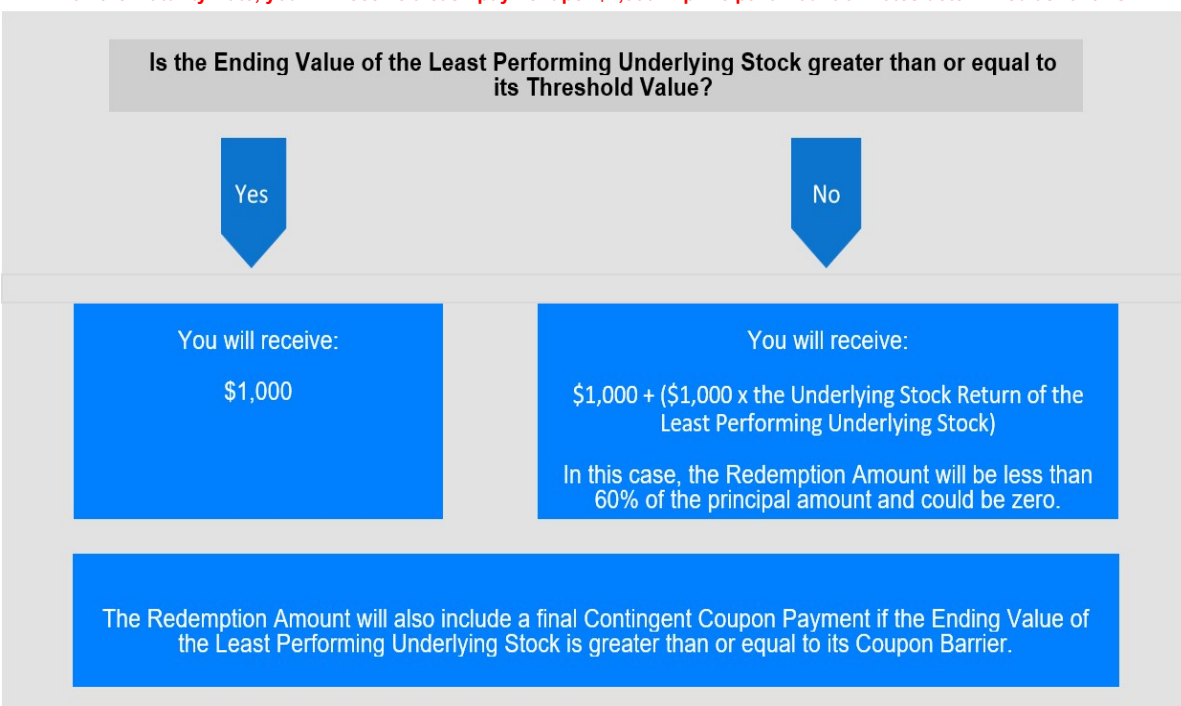 Is the Ending Value of the Least Performing Underlying Stock greater than or equal to
its Threshold Value?
Yes
No
You will receive:
$1,000
You will receive:
$1,000 + ($1,000 x the Underlying Stock Return of the
Least Performing Underlying Stock)
In this case, the Redemption Amount will be less than
60% of the principal amount and could be zero.
The Redemption Amount will also include a final Contingent Coupon Payment if the Ending Value of
the Least Performing Underlying Stock is greater than or equal to its Coupon Barrier.